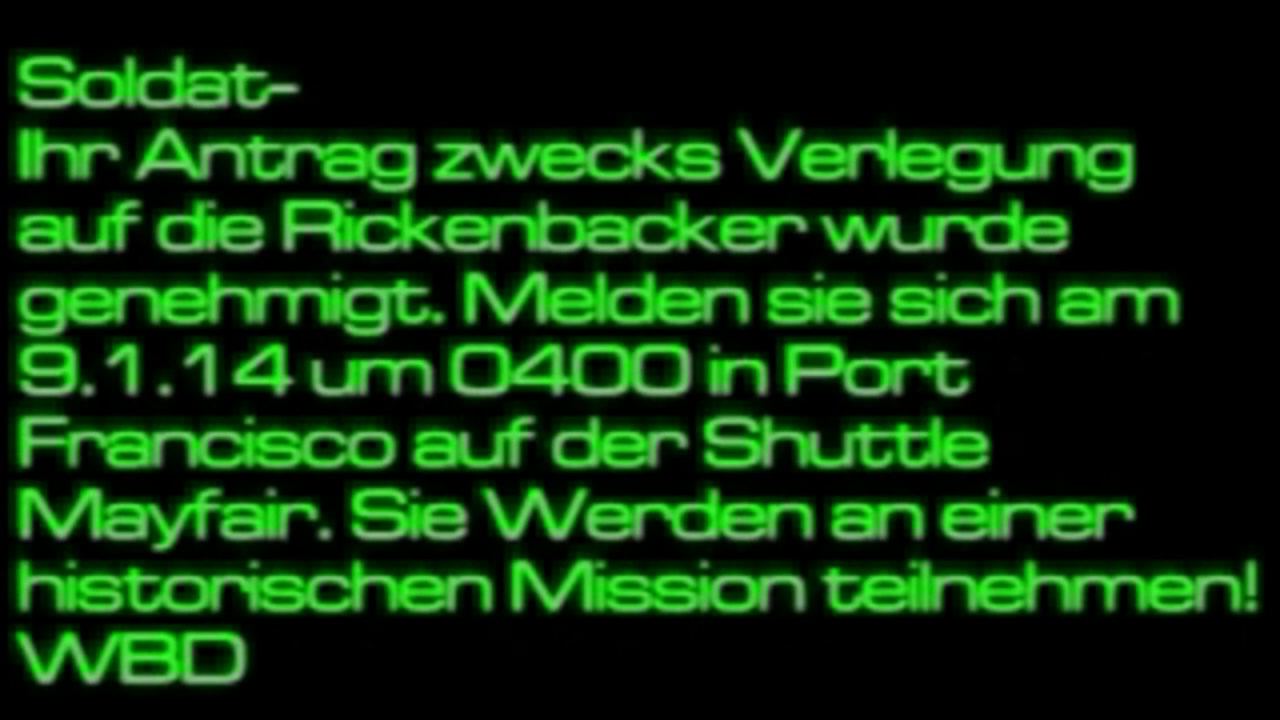 Soldat-
Ihr Antrag zwecks Verlegung
auf die Rickenbacker wurde
genehmigt. Melden sie sich am
9.1.14 um 0400 in Port
Francisco auf der Shuttle
Mayfair. Sie Werden an einer
historischen Mission teilnehmen!
WBD